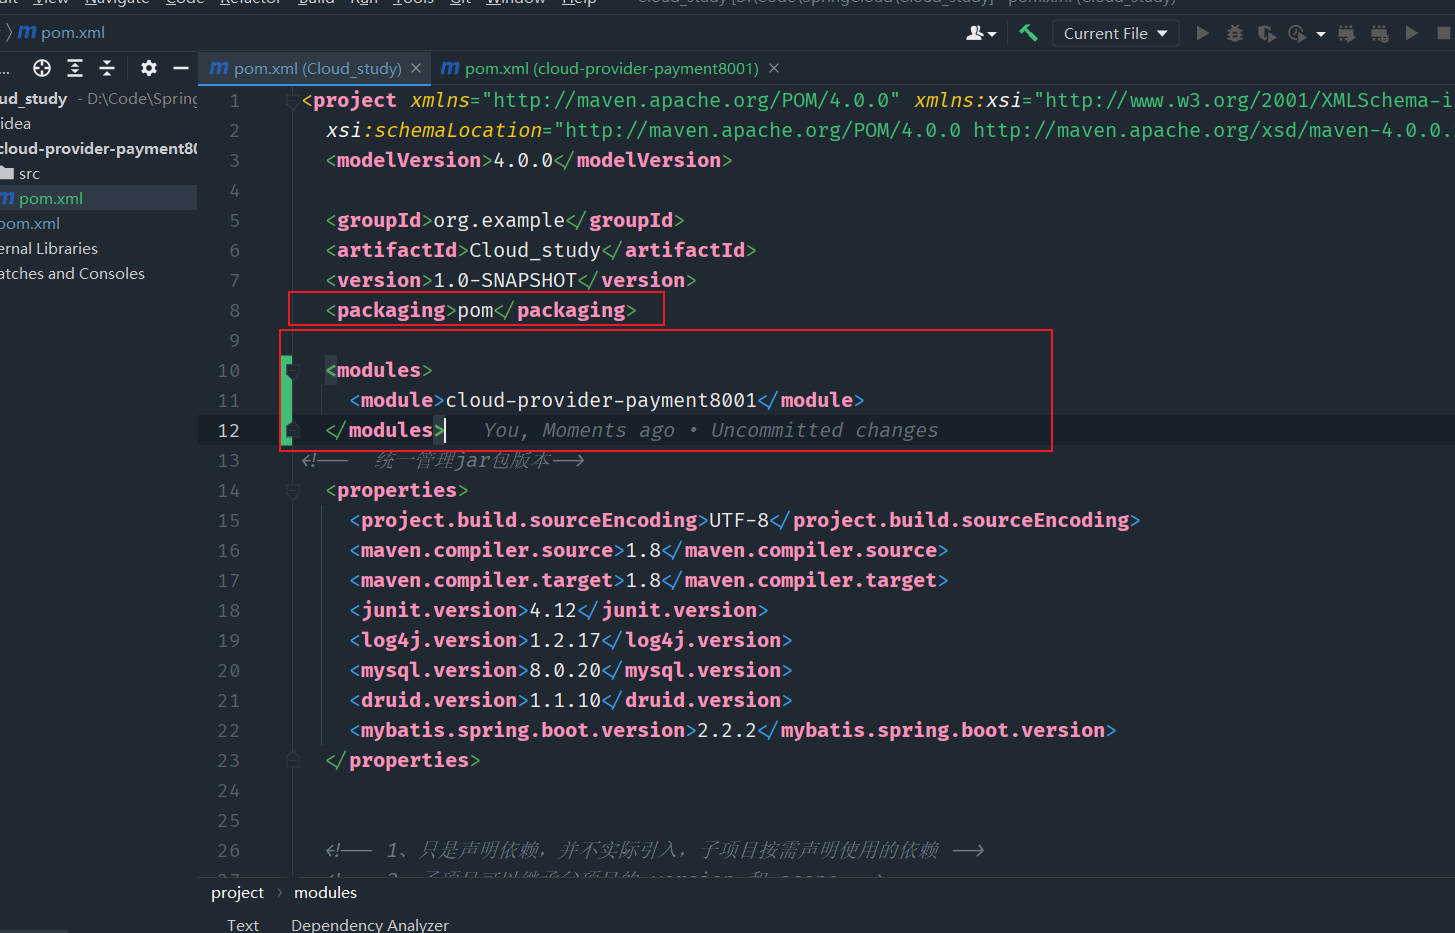 View Navigate Code Refactor Build Run Tools Git Window Help
pom.xml
Current File
pom.xml (Cloud_study)
pom.xml (cloud-provider-payment8001)
ud_study - D:\Code\Spring
idea
cloud-provider-payment80
src
pom.xml
pom.xml
ernal Libraries
atches and Consoles
1 <project xmlns="http://maven.apache.org/POM/4.0.0" xmlns:xsi="http://www.w3.org/2001/XMLSchema-i
2 xsi:schemaLocation="http://maven.apache.org/POM/4.0.0 http://maven.apache.org/xsd/maven-4.0.0.
3 <modelVersion>4.0.0</modelVersion>
4
5 <groupId>org.example</groupId>
6 <artifactId>Cloud_study</artifactId>
7 <version>1.0-SNAPSHOT</version>
8 <packaging>pom</packaging>
9
10 <modules>
11 <module>cloud-provider-payment8001</module>
12 </modules> You, Moments ago • Uncommitted changes
13 <!-- 统一管理jar包版本-->
14 <properties>
15 <project.build.sourceEncoding>UTF-8</project.build.sourceEncoding>
16 <maven.compiler.source>1.8</maven.compiler.source>
17 <maven.compiler.target>1.8</maven.compiler.target>
18 <junit.version>4.12</junit.version>
19 <log4j.version>1.2.17</log4j.version>
20 <mysql.version>8.0.20</mysql.version>
21 <druid.version>1.1.10</druid.version>
22 <mybatis.spring.boot.version>2.2.2</mybatis.spring.boot.version>
23 </properties>
24
25
26 <!-- 1、只是声明依赖，并不实际引入，子项目按需声明使用的依赖 -->
project > modules
Text Dependency Analyzer